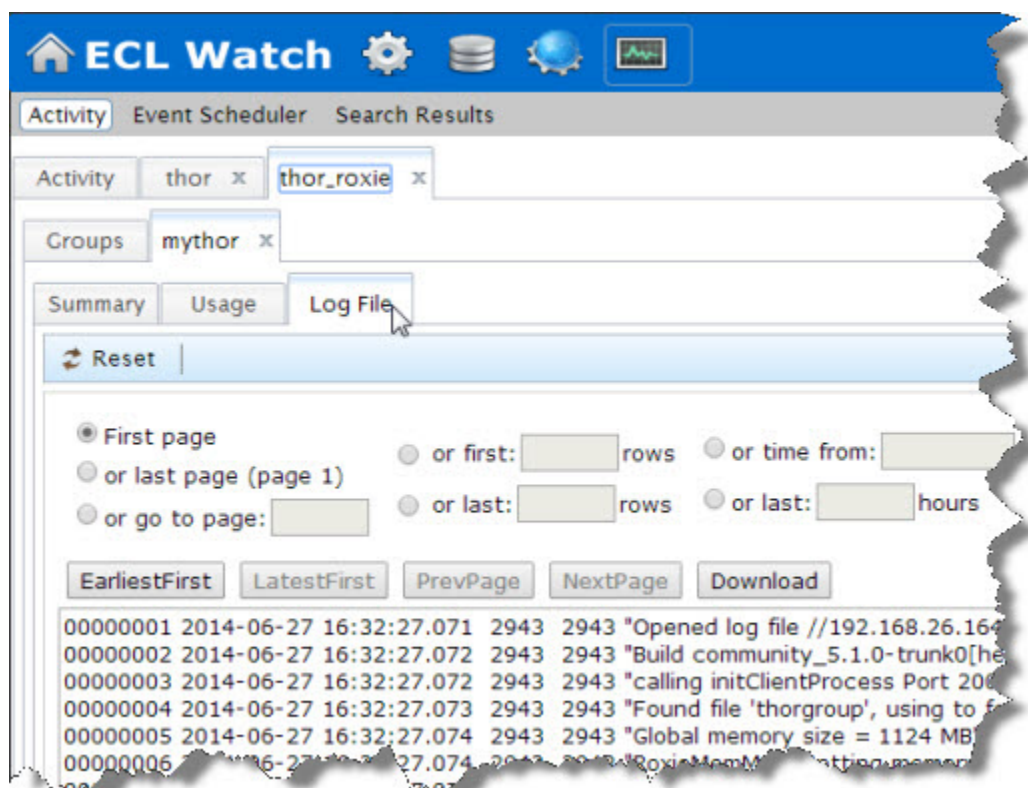 ECL Watch
Activity Event Scheduler Search Results
Activity thor x thor_roxie x
Groups mythor x
Summary Usage Log File
Reset
First page
or last page (page 1)
or go to page:
or first: rows
or last: rows
or time from:
or last: hours
EarliestFirst LatestFirst PrevPage NextPage Download
00000001 2014-06-27 16:32:27.071 2943 2943 "Opened log file //192.168.26.164
00000002 2014-06-27 16:32:27.072 2943 2943 "Build community_5.1.0-trunk0[he
00000003 2014-06-27 16:32:27.072 2943 2943 "calling initClientProcess Port 200
00000004 2014-06-27 16:32:27.073 2943 2943 "Found file 'thorgroup', using to f
00000005 2014-06-27 16:32:27.074 2943 2943 "Global memory size = 1124 MB"
00000006 27.074 2943